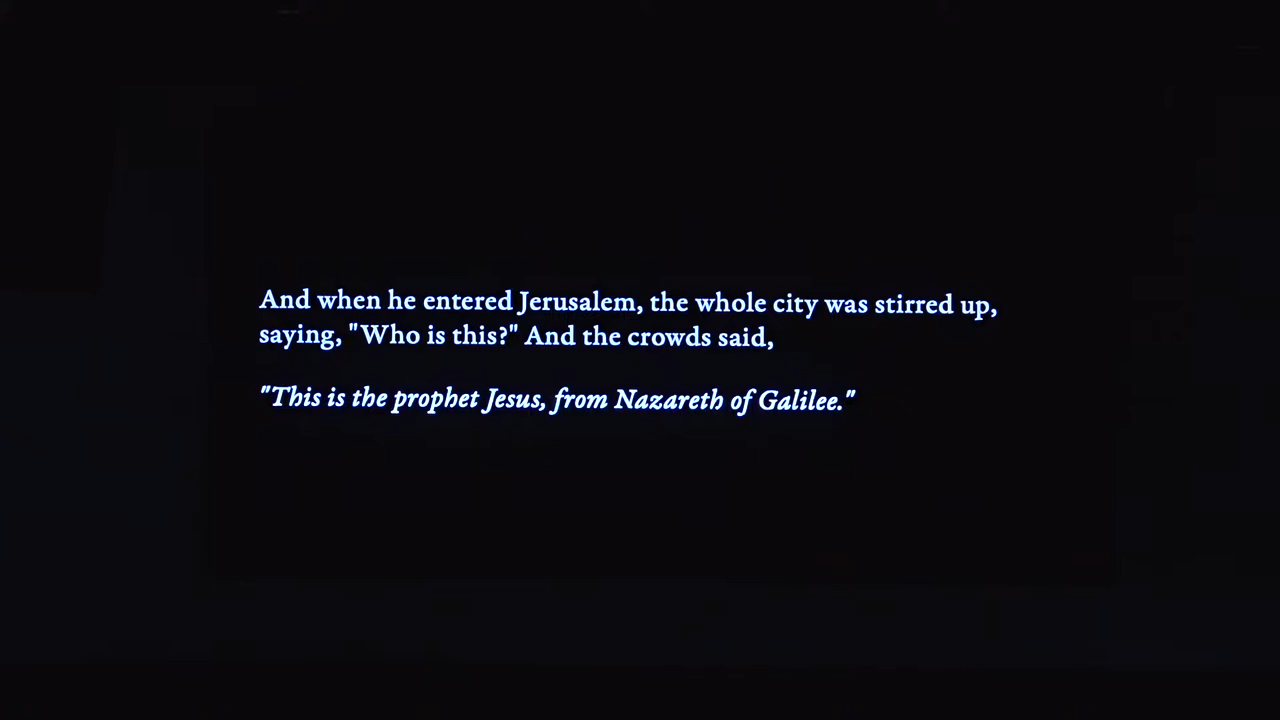 And when he entered Jerusalem, the whole city was stirred up,
saying, "Who is this?" And the crowds said,
"This is the prophet Jesus, from Nazareth of Galilee."